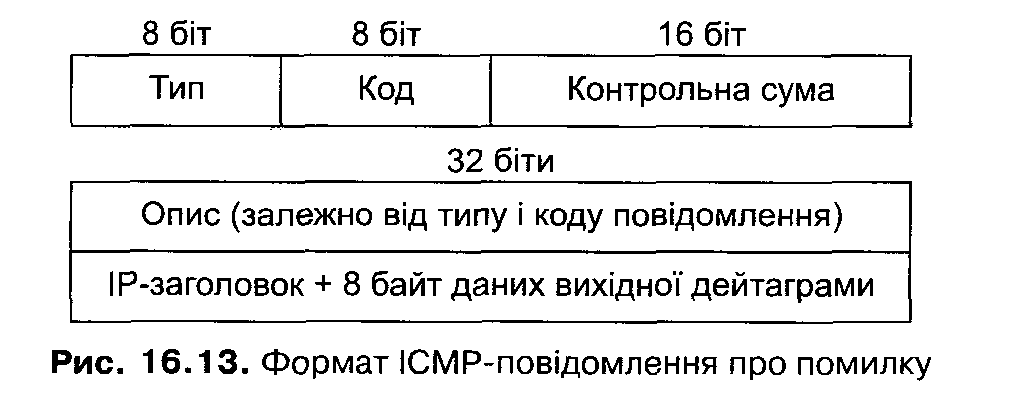 8 біт 8 біт 16 біт
Тип Код Контрольна сума
32 біти
Опис (залежно від типу і коду повідомлення)
IP-заголовок + 8 байт даних вихідної дейтаграми
Рис. 16.13. Формат ICMP-повідомлення про помилку